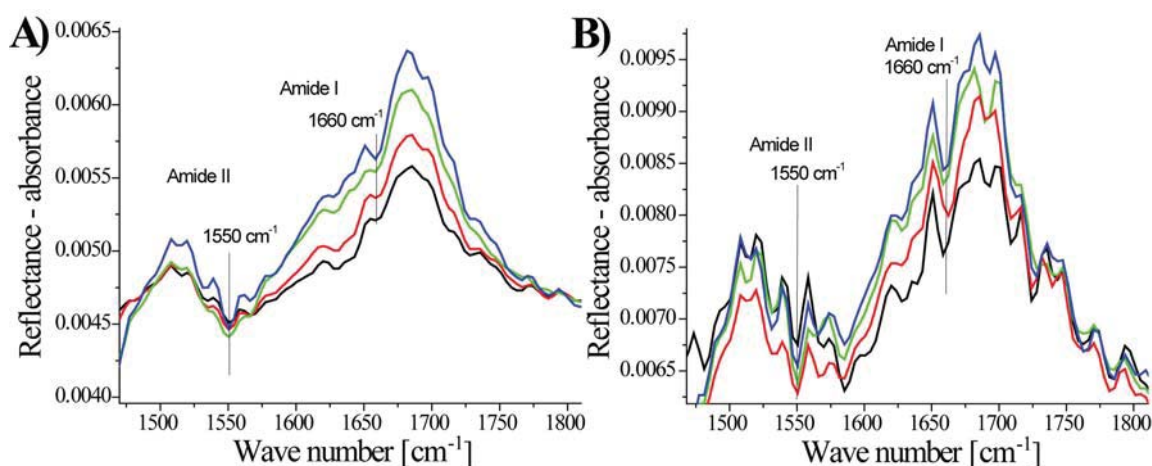 A)
Reflectance - absorbance
0.0065
0.0060
0.0055
0.0050
0.0045
0.0040
Amide I
1660 cm⁻¹
Amide II
1550 cm⁻¹
1500 1550 1600 1650 1700 1750 1800
Wave number [cm⁻¹]
B)
Reflectance - absorbance
0.0095
0.0090
0.0085
0.0080
0.0075
0.0070
0.0065
Amide I
1660 cm⁻¹
Amide II
1550 cm⁻¹
1500 1550 1600 1650 1700 1750 1800
Wave number [cm⁻¹]